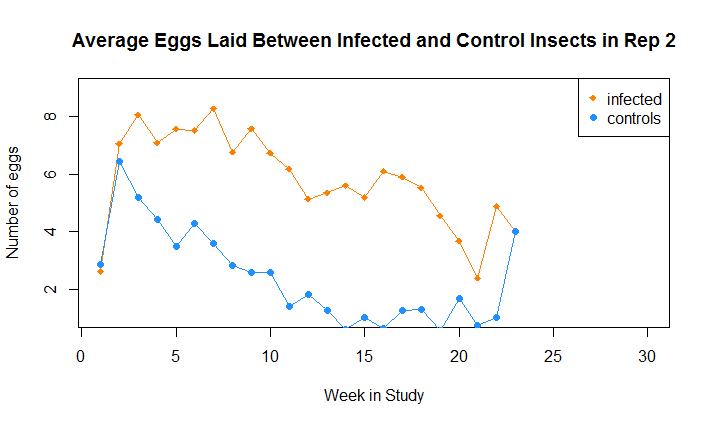 Average Eggs Laid Between Infected and Control Insects in Rep 2
infected
controls
Number of eggs
8
6
4
2
0 5 10 15 20 25 30
Week in Study